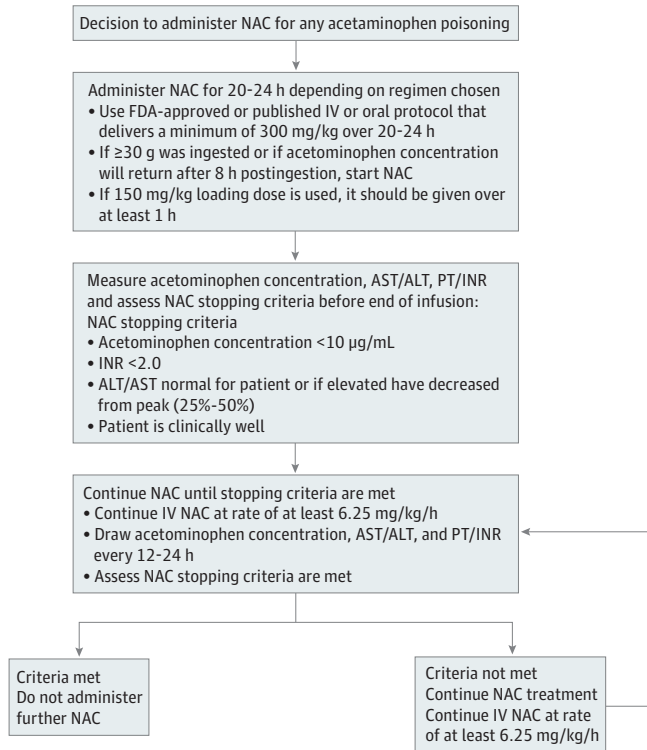 Decision to administer NAC for any acetaminophen poisoning
Administer NAC for 20-24 h depending on regimen chosen
• Use FDA-approved or published IV or oral protocol that
delivers a minimum of 300 mg/kg over 20-24 h
• If ≥30 g was ingested or if acetominophen concentration
will return after 8 h postingestion, start NAC
• If 150 mg/kg loading dose is used, it should be given over
at least 1 h
Measure acetominophen concentration, AST/ALT, PT/INR
and assess NAC stopping criteria before end of infusion:
NAC stopping criteria
• Acetominophen concentration <10 μg/mL
• INR <2.0
• ALT/AST normal for patient or if elevated have decreased
from peak (25%-50%)
• Patient is clinically well
Continue NAC until stopping criteria are met
• Continue IV NAC at rate of at least 6.25 mg/kg/h
• Draw acetominophen concentration, AST/ALT, and PT/INR
every 12-24 h
• Assess NAC stopping criteria are met
Criteria met
Do not administer
further NAC
Criteria not met
Continue NAC treatment
Continue IV NAC at rate
of at least 6.25 mg/kg/h